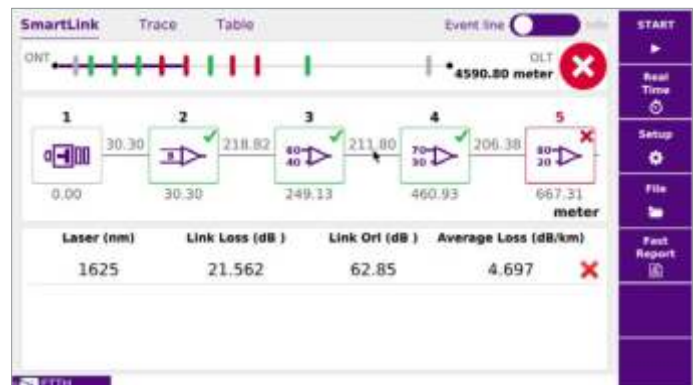 SmartLink Trace Table Event line
START
ONT
OLT
4590.80 meter
Real
Time
1 2 3 4 5
Setup
30.30 218.82 211.80 206.38
8 60 40 70 30 80 20
File
0.00 30.30 249.13 460.93 667.31
meter
Fast
Report
Laser (nm) Link Loss (dB ) Link Orl (dB ) Average Loss (dB/km)
1625 21.562 62.85 4.697
FTTH